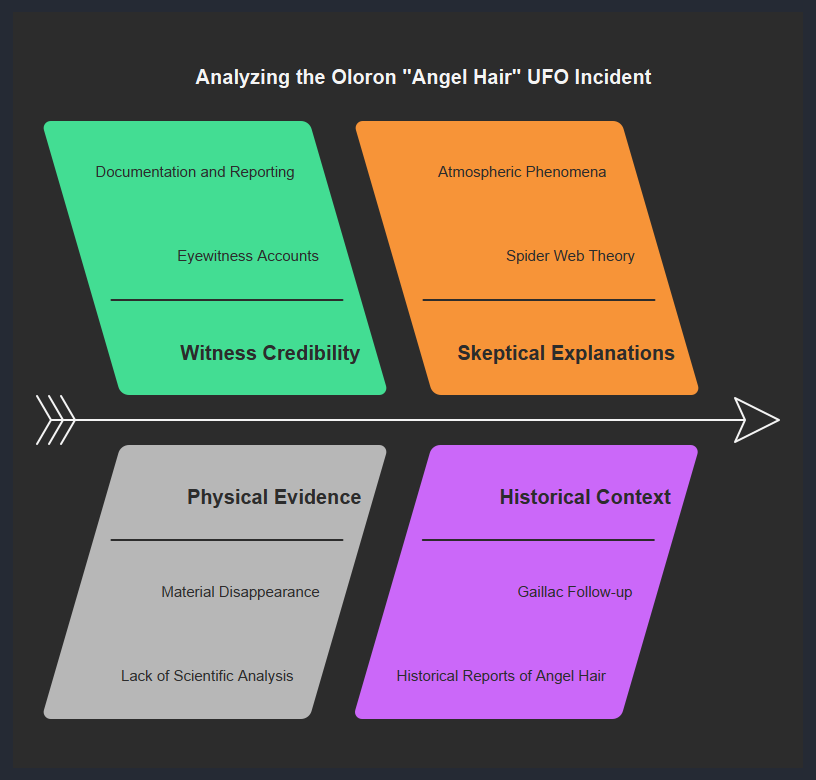 Analyzing the Oloron "Angel Hair" UFO Incident
Documentation and Reporting
Eyewitness Accounts
Witness Credibility
Atmospheric Phenomena
Spider Web Theory
Skeptical Explanations
Physical Evidence
Material Disappearance
Lack of Scientific Analysis
Historical Context
Gaillac Follow-up
Historical Reports of Angel Hair